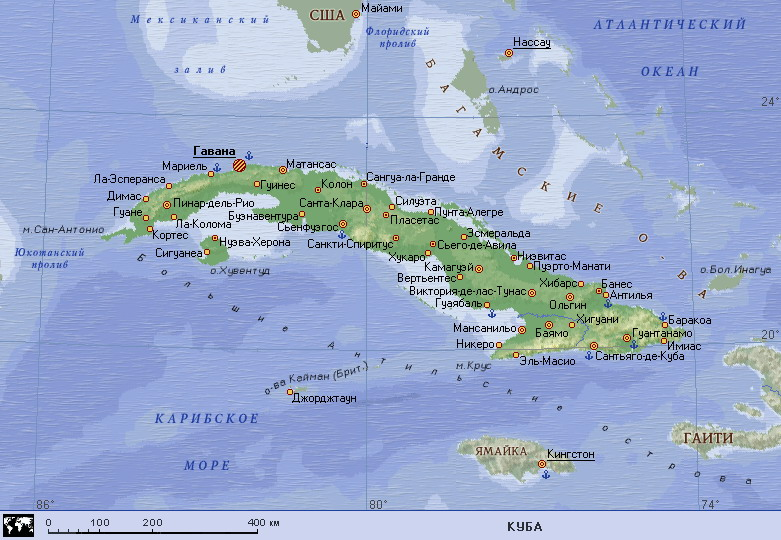 США
Майами
Мексиканский
залив
Флоридский
пролив
Нассау
АТЛАНТИЧЕСКИЙ
ОКЕАН
о.Андрос
24°
БАГАМСКИЕ О-ВА
Гавана
Мариель
Матансас
Ла-Эсперанса
Гуинес
Колон
Сангуа-ла-Гранде
Димас
Пинар-дель-Рио
Санта-Клара
Силуэта
Гуане
Ла-Колома
Буэнавентура
Пласетас
Пунта-Алегре
м.Сан-Антонио
Кортес
Сьенфуэгос
Эсмеральда
Нуэва-Херона
Санкти-Спиритус
Сьего-де-Авила
Юкотанский
пролив
Сигуанеа
Хукаро
Нуэвитас
о.Хувентуд
Камагуэй
Пуэрто-Манати
о.Бол.Инагуа
Вертьентес
Хибарс
Банес
Виктория-де-лас-Тунас
Антилья
Гуаябаль
Ольгин
Хигуани
Баракоа
Мансанильо
Баямо
Гуантанамо
20°
Никеро
Имиас
Эль-Масио
Сантьяго-де-Куба
Большие Антильские острова
м.Крус
о-ва Кайман (Брит.)
Джорджтаун
КАРИБСКОЕ
МОРЕ
ЯМАЙКА
Кингстон
ГАИТИ
86°
80°
74°
0 100 200 400 км
КУБА